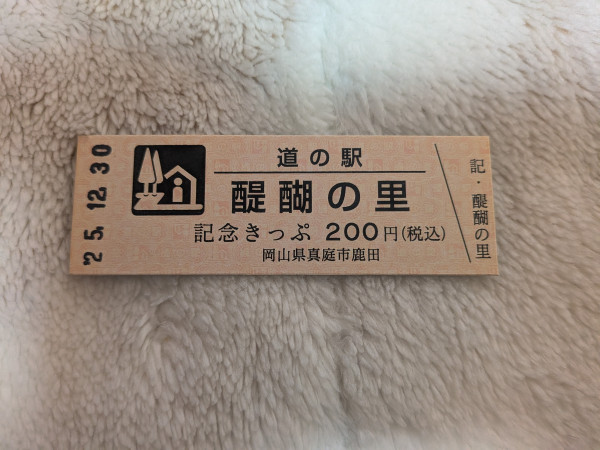 25.12.30
道の駅
醍醐の里
記念きっぷ 200円(税込)
岡山県真庭市鹿田
記・醍醐の里